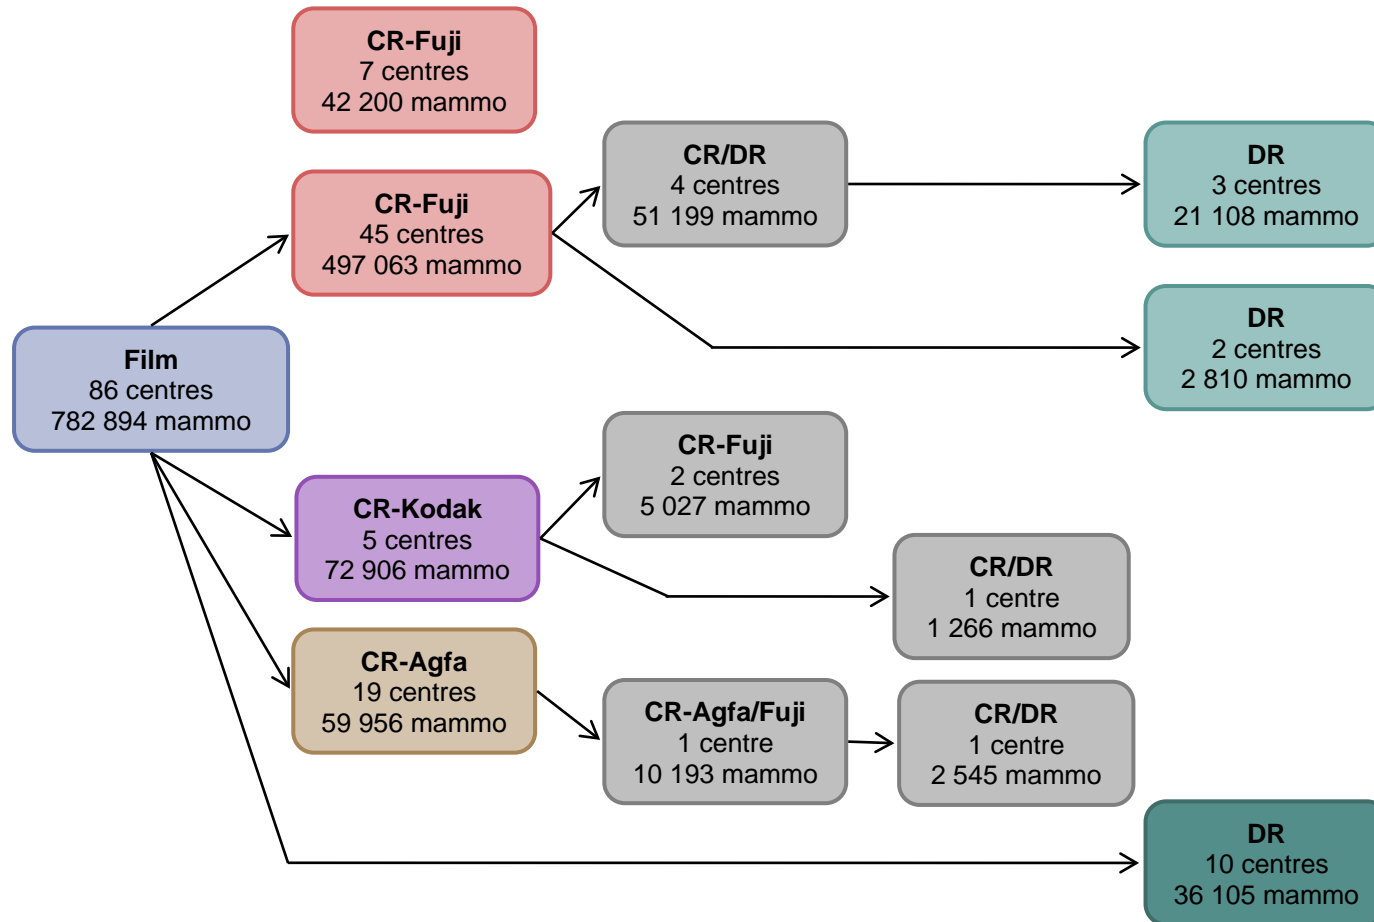 CR-Fuji
7 centres
42 200 mammo
CR-Fuji
45 centres
497 063 mammo
CR/DR
4 centres
51 199 mammo
DR
3 centres
21 108 mammo
DR
2 centres
2 810 mammo
Film
86 centres
782 894 mammo
CR-Fuji
2 centres
5 027 mammo
CR-Kodak
5 centres
72 906 mammo
CR/DR
1 centre
1 266 mammo
CR-Agfa
19 centres
59 956 mammo
CR-Agfa/Fuji
1 centre
10 193 mammo
CR/DR
1 centre
2 545 mammo
DR
10 centres
36 105 mammo